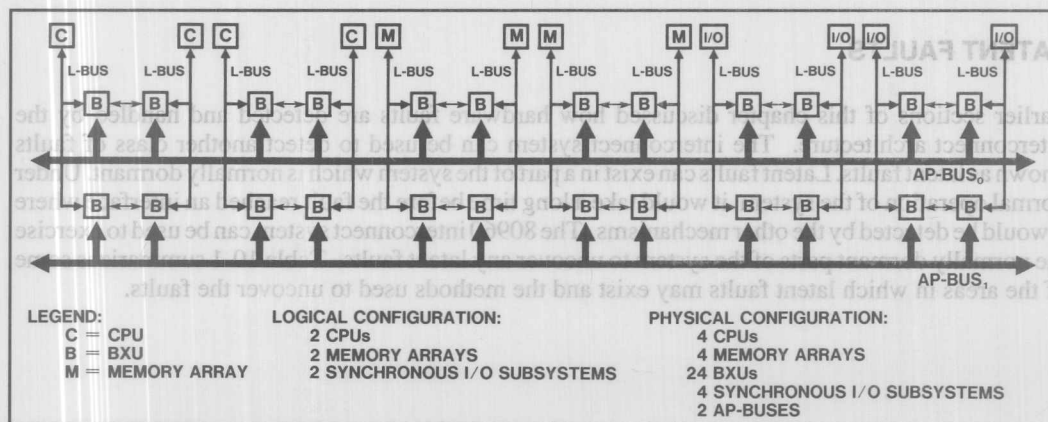 C C C C M M M M I/O I/O I/O I/O
L-BUS L-BUS L-BUS L-BUS L-BUS L-BUS L-BUS L-BUS L-BUS L-BUS L-BUS L-BUS
B B B B B B B B B B B B
AP-BUS₀
B B B B B B B B B B B B
AP-BUS₁
LEGEND:
C = CPU
B = BXU
M = MEMORY ARRAY
LOGICAL CONFIGURATION:
2 CPUs
2 MEMORY ARRAYS
2 SYNCHRONOUS I/O SUBSYSTEMS
PHYSICAL CONFIGURATION:
4 CPUs
4 MEMORY ARRAYS
24 BXUs
4 SYNCHRONOUS I/O SUBSYSTEMS
2 AP-BUSES